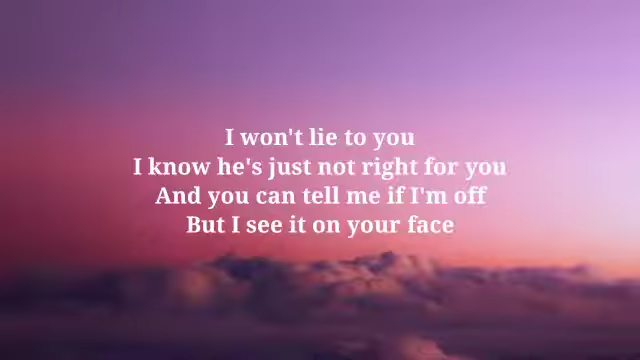 I won't lie to you
I know he's just not right for you
And you can tell me if I'm off
But I see it on your face